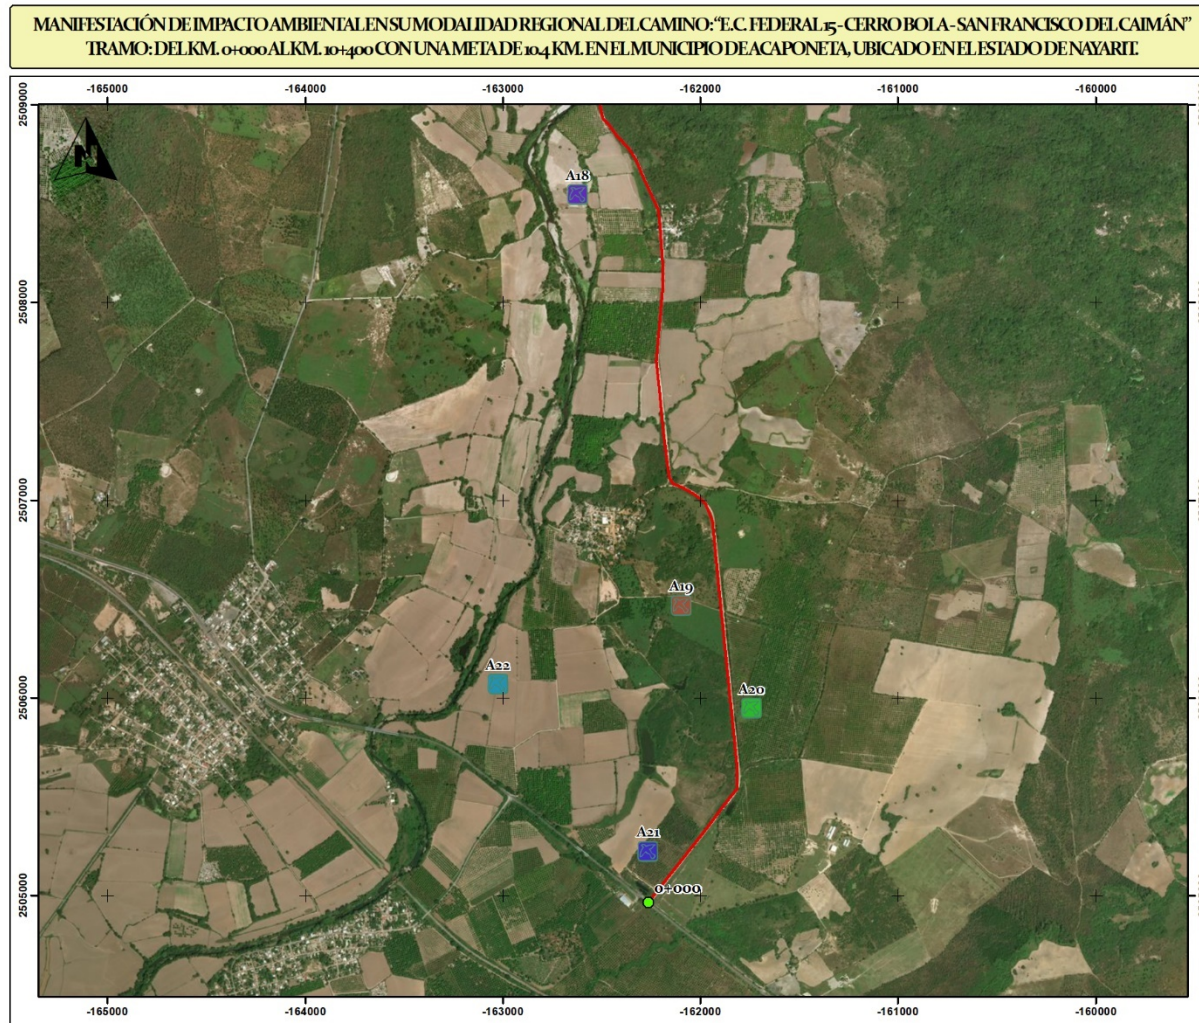 MANIFESTACIÓN DE IMPACTO AMBIENTAL EN SU MODALIDAD REGIONAL DEL CAMINO: "E.C. FEDERAL 15 - CERRO BOLA - SAN FRANCISCO DEL CAIMÁN"
TRAMO: DEL KM. 0+000 AL KM. 10+400 CON UNA META DE 10.4 KM. EN EL MUNICIPIO DE ACAPONETA, UBICADO EN EL ESTADO DE NAYARIT.
-165000 -164000 -163000 -162000 -161000 -160000
2509000
N
A18
2508000
2507000
A19
A22
2506000
A20
A21
0+000
2505000
-165000 -164000 -163000 -162000 -161000 -160000